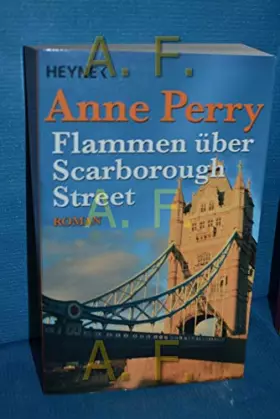 HEYNE
A. F.
Anne Perry
Flammen über
Scarborough
Street
A. F.
ROMAN
A. F.